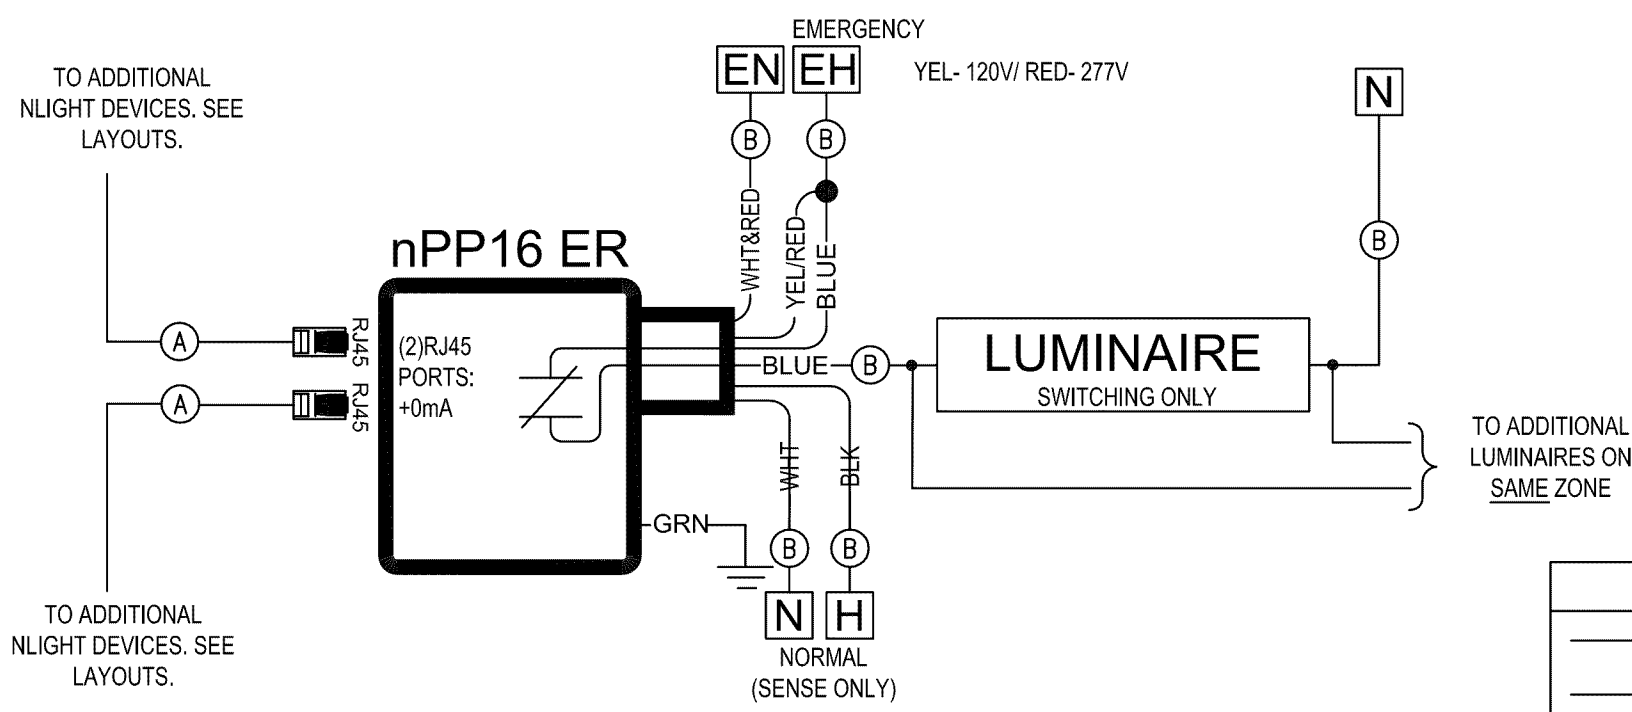 EMERGENCY
EN EH
YEL- 120V/ RED- 277V
N
TO ADDITIONAL
NLIGHT DEVICES. SEE
LAYOUTS.
B
B
WHT&RED
YEL/RED
BLUE
B
nPP16 ER
A
RJ45
(2)RJ45
PORTS:
+0mA
BLUE
B
LUMINAIRE
SWITCHING ONLY
A
RJ45
WHT
BLK
TO ADDITIONAL
LUMINAIRES ON
SAME ZONE
GRN
B
B
N
H
NORMAL
(SENSE ONLY)
TO ADDITIONAL
NLIGHT DEVICES. SEE
LAYOUTS.